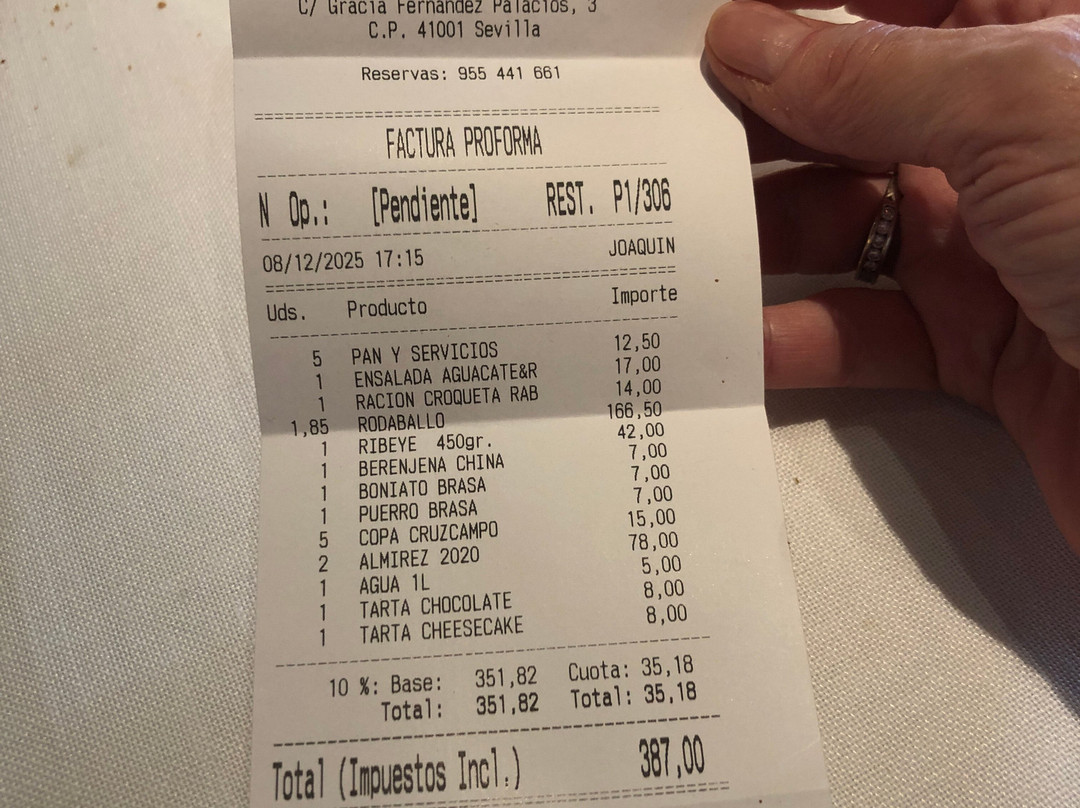 C/ Gracia Fernández Palacios, 3
C.P. 41001 Sevilla
Reservas: 955 441 661
FACTURA PROFORMA
N Op.: [Pendiente] REST. P1/306
08/12/2025 17:15 JOAQUIN
Uds. Producto Importe
5 PAN Y SERVICIOS 12,50
1 ENSALADA AGUACATE&R 17,00
1 RACION CROQUETA RAB 14,00
1,85 RODABALLO 166,50
1 RIBEYE 450gr. 42,00
1 BERENJENA CHINA 7,00
1 BONIATO BRASA 7,00
1 PUERRO BRASA 7,00
5 COPA CRUZCAMPO 15,00
2 ALMIREZ 2020 78,00
1 AGUA 1L 5,00
1 TARTA CHOCOLATE 8,00
1 TARTA CHEESECAKE 8,00
10 %: Base: 351,82 Cuota: 35,18
Total: 351,82 Total: 35,18
Total (Impuestos Incl.) 387,00